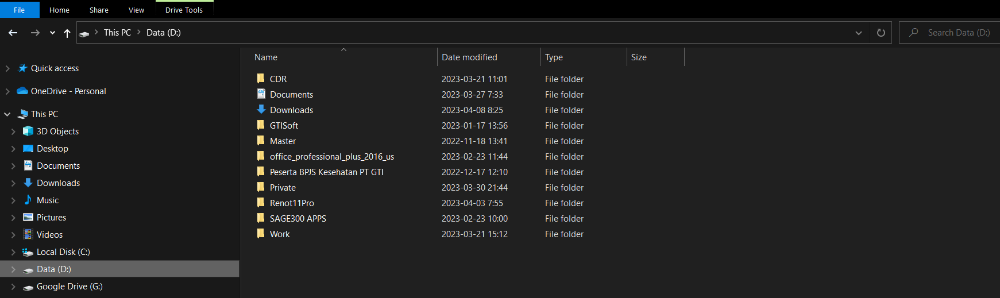 File Home Share View Drive Tools
This PC Data (D:) Search Data (D:)
Name Date modified Type Size
Quick access
OneDrive - Personal
This PC
3D Objects
Desktop
Documents
Downloads
Music
Pictures
Videos
Local Disk (C:)
Data (D:)
Google Drive (G:)
CDR 2023-03-21 11:01 File folder
Documents 2023-03-27 7:33 File folder
Downloads 2023-04-08 8:25 File folder
GTISoft 2023-01-17 13:56 File folder
Master 2022-11-18 13:41 File folder
office_professional_plus_2016_us 2023-02-23 11:44 File folder
Peserta BPJS Kesehatan PT GTI 2022-12-17 12:10 File folder
Private 2023-03-30 21:44 File folder
Renot11Pro 2023-04-03 7:55 File folder
SAGE300 APPS 2023-02-23 10:00 File folder
Work 2023-03-21 15:12 File folder